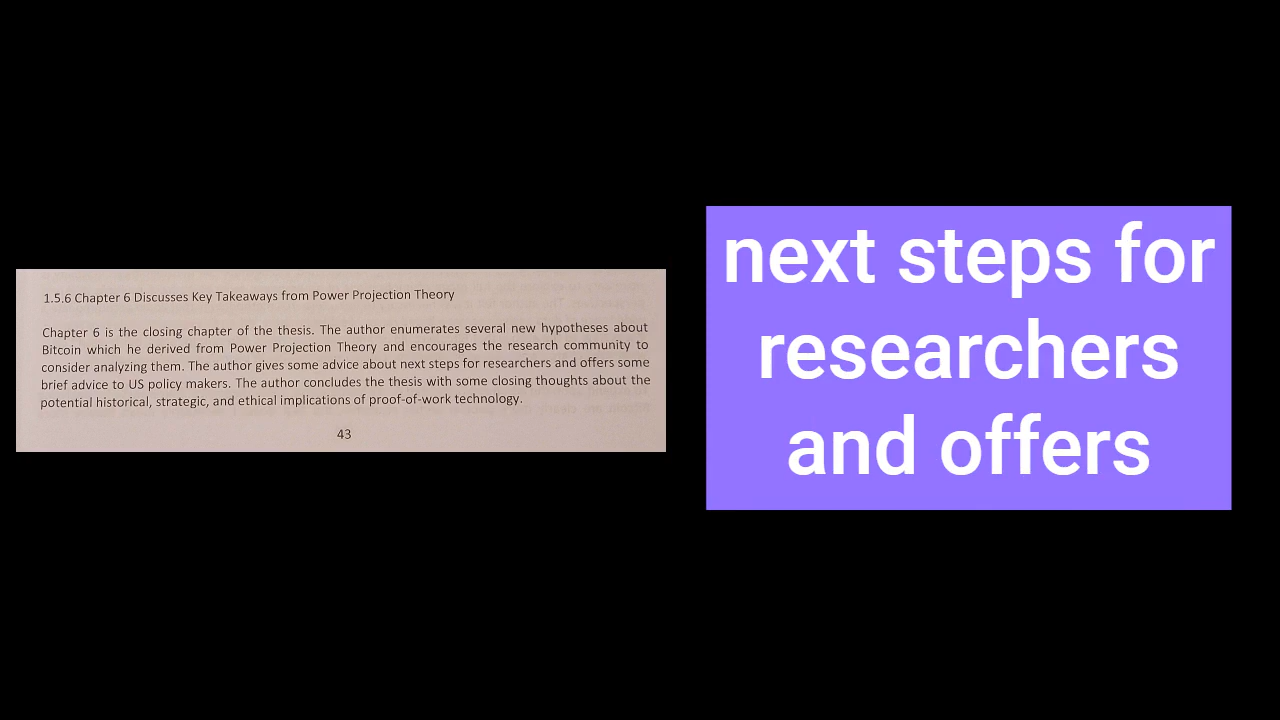 1.5.6 Chapter 6 Discusses Key Takeaways from Power Projection Theory
Chapter 6 is the closing chapter of the thesis. The author enumerates several new hypotheses about
Bitcoin which he derived from Power Projection Theory and encourages the research community to
consider analyzing them. The author gives some advice about next steps for researchers and offers some
brief advice to US policy makers. The author concludes the thesis with some closing thoughts about the
potential historical, strategic, and ethical implications of proof-of-work technology.
43
next steps for
researchers
and offers